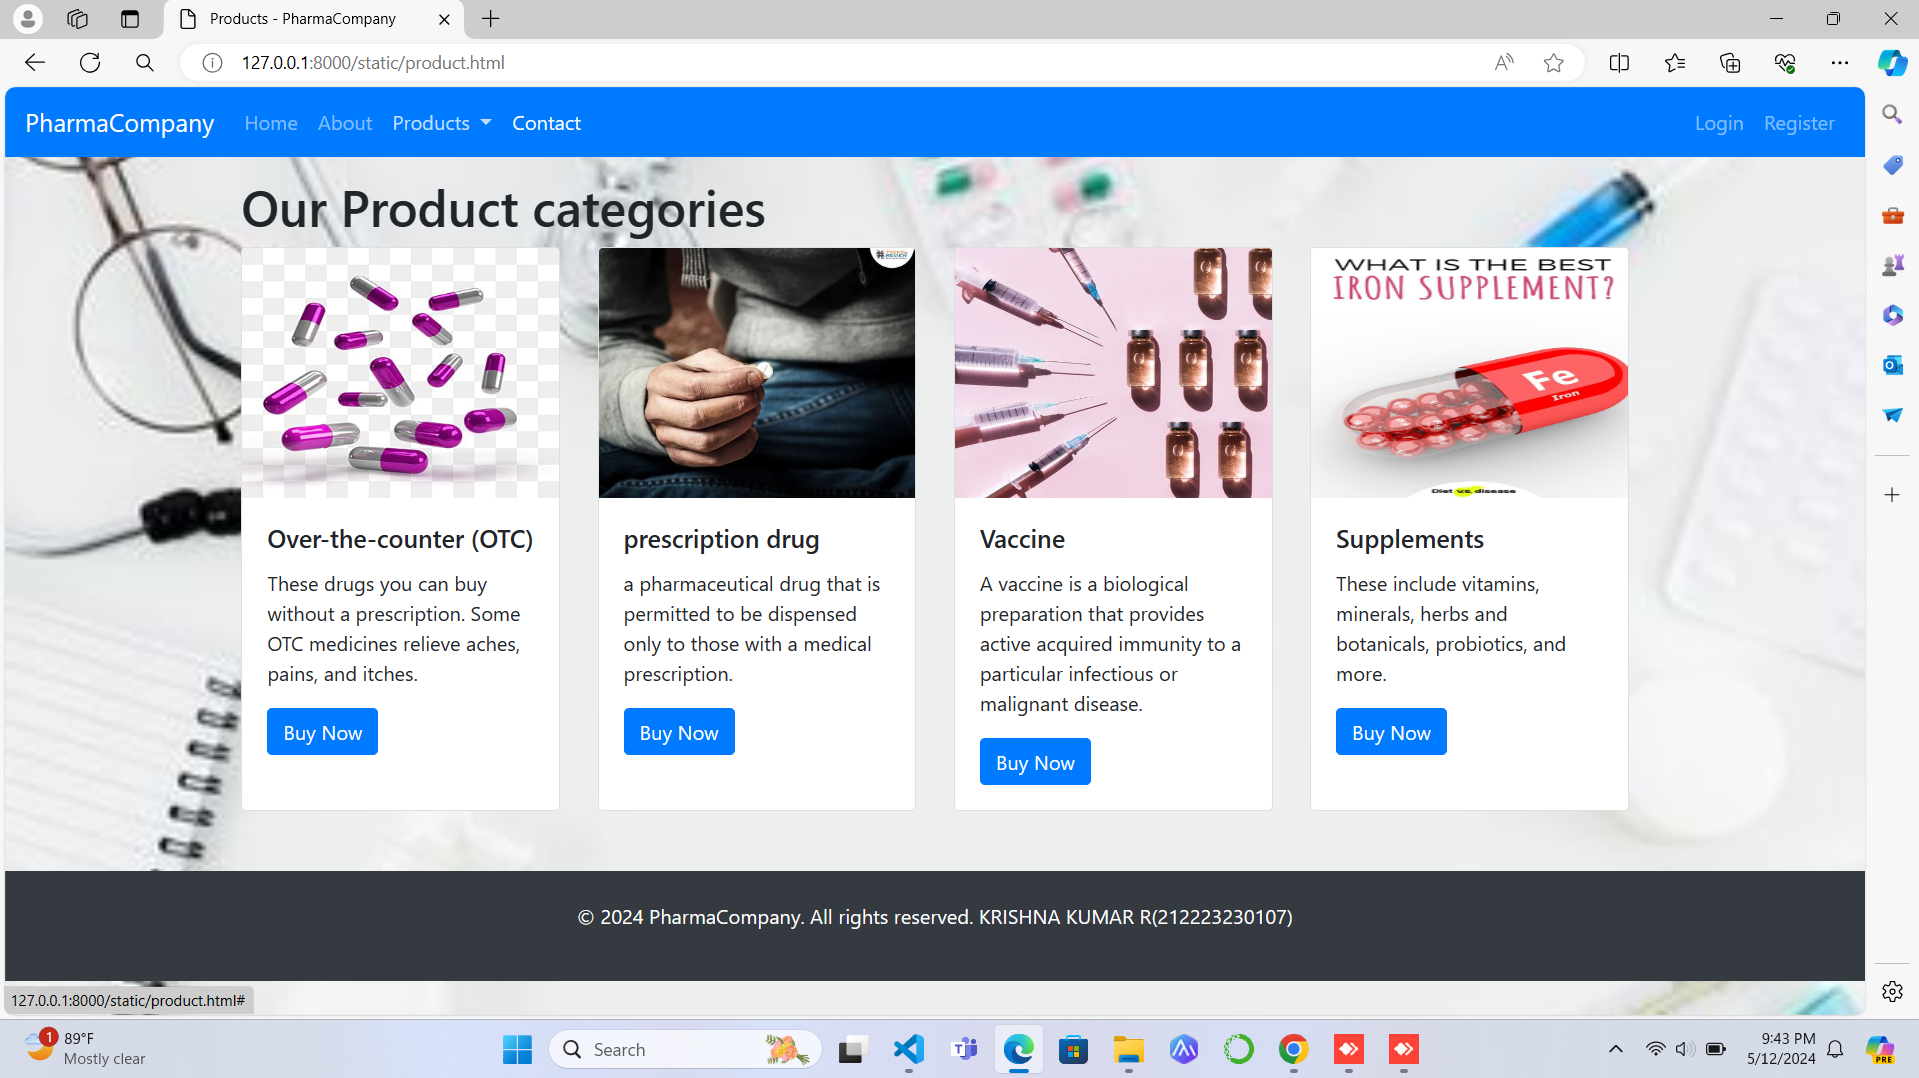 Products - PharmaCompany
127.0.0.1:8000/static/product.html
PharmaCompany
Home
About
Products
Contact
Login
Register
Our Product categories
REVIEW
WHAT IS THE BEST
IRON SUPPLEMENT?
Fe
Iron
Diet vs. disease
Over-the-counter (OTC)
These drugs you can buy
without a prescription. Some
OTC medicines relieve aches,
pains, and itches.
Buy Now
prescription drug
a pharmaceutical drug that is
permitted to be dispensed
only to those with a medical
prescription.
Buy Now
Vaccine
A vaccine is a biological
preparation that provides
active acquired immunity to a
particular infectious or
malignant disease.
Buy Now
Supplements
These include vitamins,
minerals, herbs and
botanicals, probiotics, and
more.
Buy Now
© 2024 PharmaCompany. All rights reserved. KRISHNA KUMAR R(212223230107)
127.0.0.1:8000/static/product.html#
1
89°F
Mostly clear
Search
9:43 PM
5/12/2024
PRE